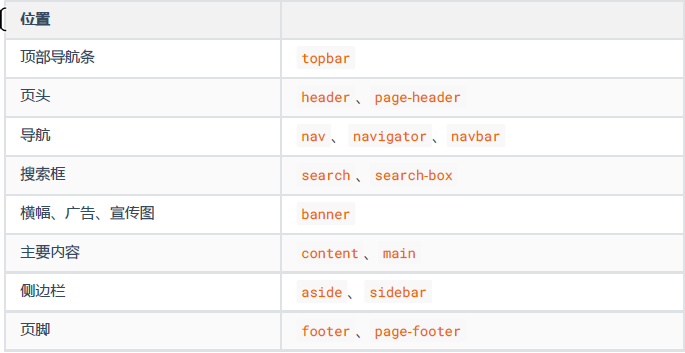 位置
顶部导航条 topbar
页头 header 、 page-header
导航 nav 、 navigator 、 navbar
搜索框 search 、 search-box
横幅、广告、宣传图 banner
主要内容 content 、 main
侧边栏 aside 、 sidebar
页脚 footer 、 page-footer